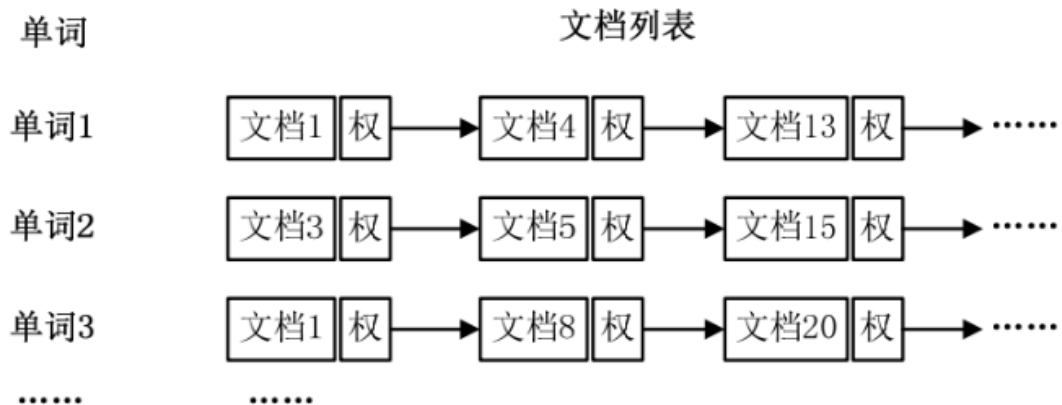 单词 文档列表
单词1 文档1 权 文档4 权 文档13 权 ……
单词2 文档3 权 文档5 权 文档15 权 ……
单词3 文档1 权 文档8 权 文档20 权 ……
…… ……